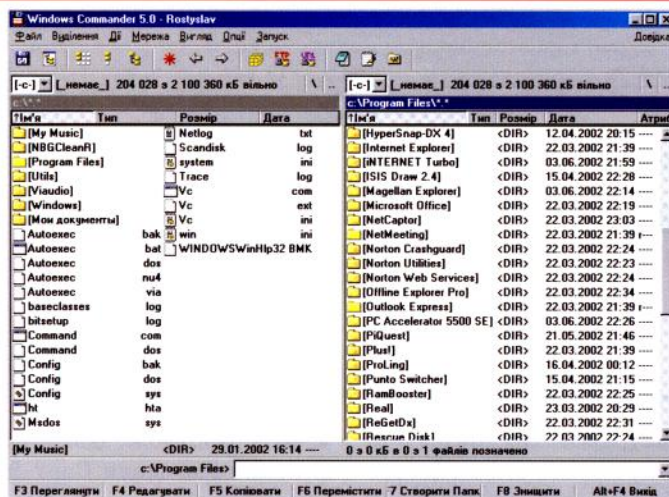 Windows Commander 5.0 - Rostyslav
Файл Виділення Дії Мережа Вигляд Опції Запуск Довідка
[-c-] [_немає_] 204 028 з 2 100 360 кБ вільно \ ..
[-c-] [_немає_] 204 028 з 2 100 360 кБ вільно \ ..
c:\*.*
↑Ім'я Тип Розмір Дата
[My Music]
[NBGCleanR]
[Program Files]
[Utils]
[Viaudio]
[Windows]
[Мои документы]
Autoexec bak
Autoexec bat
Autoexec dos
Autoexec nu4
Autoexec via
baseclasses log
bitsetup log
Command com
Command dos
Config bak
Config dos
Config sys
ht hta
Msdos sys
Netlog txt
Scandisk log
system ini
Trace log
Vc com
Vc ext
Vc ini
win ini
WINDOWSWinHlp32 BMK
[My Music] <DIR> 29.01.2002 16:14 ----
c:\Program Files\*.*
↑Ім'я Тип Розмір Дата Атриб
[HyperSnap-DX 4] <DIR> 12.04.2002 20:15 ----
[Internet Explorer] <DIR> 22.03.2002 21:39 ----
[iNTERNET Turbo] <DIR> 03.06.2002 21:59 ----
[ISIS Draw 2.4] <DIR> 15.04.2002 22:28 ----
[Magellan Explorer] <DIR> 03.06.2002 22:14 ----
[Microsoft Office] <DIR> 22.03.2002 22:19 ----
[NetCaptor] <DIR> 22.03.2002 23:03 ----
[NetMeeting] <DIR> 22.03.2002 21:39 r---
[Norton Crashguard] <DIR> 22.03.2002 22:24 ----
[Norton Utilities] <DIR> 22.03.2002 22:23 ----
[Norton Web Services] <DIR> 22.03.2002 22:24 ----
[Offline Explorer Pro] <DIR> 22.03.2002 22:34 ----
[Outlook Express] <DIR> 22.03.2002 21:39 r---
[PC Accelerator 5500 SE] <DIR> 03.06.2002 22:26 ----
[PiQuest] <DIR> 21.05.2002 21:46 ----
[Plus!] <DIR> 22.03.2002 21:39 ----
[ProLing] <DIR> 16.04.2002 00:12 ----
[Punto Switcher] <DIR> 15.04.2002 21:15 ----
[RamBooster] <DIR> 22.03.2002 22:25 ----
[Real] <DIR> 23.03.2002 20:29 ----
[ReGetDx] <DIR> 22.03.2002 22:31 ----
[Rescue Disk] <DIR> 22.03.2002 22:24 ----
0 з 0 кБ в 0 з 1 файлів позначено
c:\Program Files>
F3 Переглянути F4 Редагувати F5 Копіювати F6 Перемістити 7 Створити Папк F8 Знищити Alt+F4 Вихід